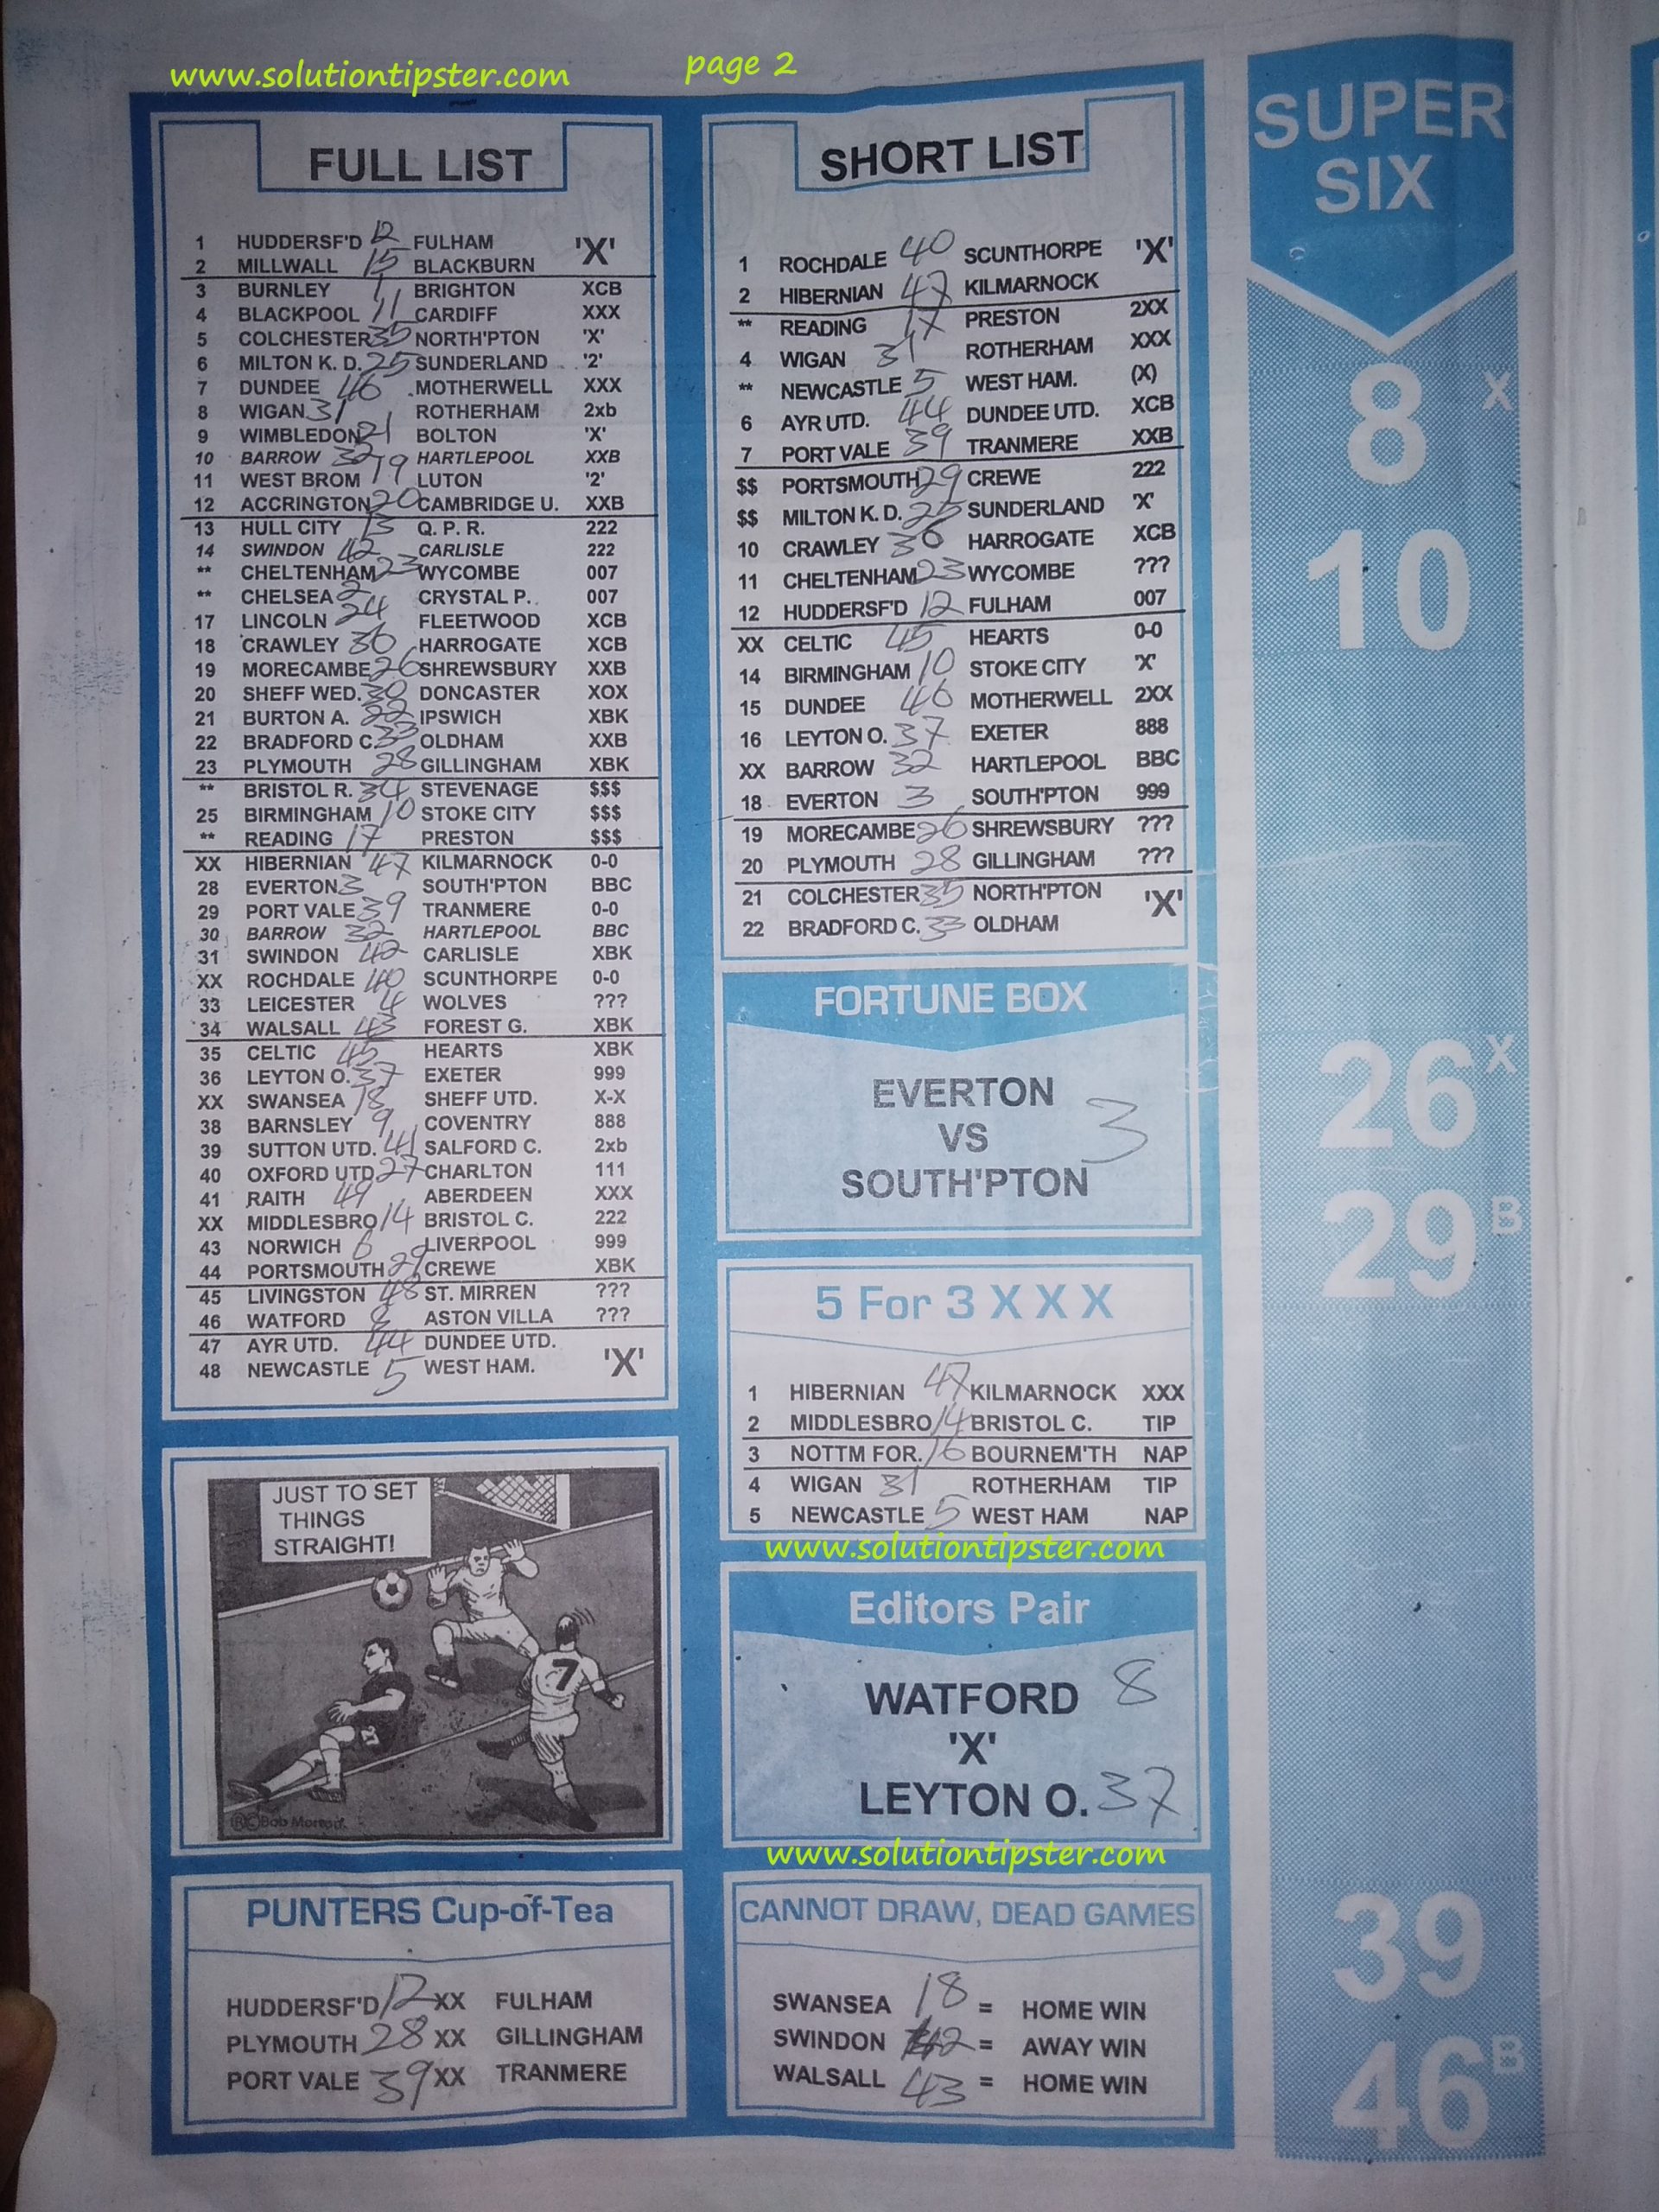 www.solutiontipster.com page 2
FULL LIST
1 HUDDERSF'D 12 FULHAM 'X'
2 MILLWALL 15 BLACKBURN
3 BURNLEY 1 BRIGHTON XCB
4 BLACKPOOL 11 CARDIFF XXX
5 COLCHESTER 35 NORTH'PTON 'X'
6 MILTON K. D. 25 SUNDERLAND '2'
7 DUNDEE 46 MOTHERWELL XXX
8 WIGAN 31 ROTHERHAM 2xb
9 WIMBLEDON 21 BOLTON 'X'
10 BARROW 32 HARTLEPOOL XXB
11 WEST BROM 19 LUTON '2'
12 ACCRINGTON 20 CAMBRIDGE U. XXB
13 HULL CITY 13 Q. P. R. 222
14 SWINDON 42 CARLISLE 222
** CHELTENHAM 23 WYCOMBE 007
** CHELSEA 2 CRYSTAL P. 007
17 LINCOLN 24 FLEETWOOD XCB
18 CRAWLEY 36 HARROGATE XCB
19 MORECAMBE 26 SHREWSBURY XXB
20 SHEFF WED. 30 DONCASTER XOX
21 BURTON A. 22 IPSWICH XBK
22 BRADFORD C. 33 OLDHAM XXB
23 PLYMOUTH 28 GILLINGHAM XBK
** BRISTOL R. 34 STEVENAGE $$$
25 BIRMINGHAM 10 STOKE CITY $$$
** READING 17 PRESTON $$$
XX HIBERNIAN 47 KILMARNOCK 0-0
28 EVERTON 3 SOUTH'PTON BBC
29 PORT VALE 39 TRANMERE 0-0
30 BARROW 32 HARTLEPOOL BBC
31 SWINDON 42 CARLISLE XBK
XX ROCHDALE 40 SCUNTHORPE 0-0
33 LEICESTER 4 WOLVES ???
34 WALSALL 43 FOREST G. XBK
35 CELTIC 45 HEARTS XBK
36 LEYTON O. 37 EXETER 999
XX SWANSEA 18 SHEFF UTD. X-X
38 BARNSLEY 9 COVENTRY 888
39 SUTTON UTD. 41 SALFORD C. 2xb
40 OXFORD UTD 27 CHARLTON 111
41 RAITH 49 ABERDEEN XXX
XX MIDDLESBRO 14 BRISTOL C. 222
43 NORWICH 6 LIVERPOOL 999
44 PORTSMOUTH 29 CREWE XBK
45 LIVINGSTON 48 ST. MIRREN ???
46 WATFORD 8 ASTON VILLA ???
47 AYR UTD. 44 DUNDEE UTD. 'X'
48 NEWCASTLE 5 WEST HAM.
JUST TO SET
THINGS
STRAIGHT!
7
®©Bob Morrod.
PUNTERS Cup-of-Tea
HUDDERSF'D 12 XX FULHAM
PLYMOUTH 28 XX GILLINGHAM
PORT VALE 39 XX TRANMERE
SHORT LIST
1 ROCHDALE 40 SCUNTHORPE 'X'
2 HIBERNIAN 47 KILMARNOCK
** READING 17 PRESTON 2XX
4 WIGAN 31 ROTHERHAM XXX
** NEWCASTLE 5 WEST HAM. (X)
6 AYR UTD. 44 DUNDEE UTD. XCB
7 PORT VALE 39 TRANMERE XXB
$$ PORTSMOUTH 29 CREWE 222
$$ MILTON K. D. 25 SUNDERLAND 'X'
10 CRAWLEY 36 HARROGATE XCB
11 CHELTENHAM 23 WYCOMBE ???
12 HUDDERSF'D 12 FULHAM 007
XX CELTIC 45 HEARTS 0-0
14 BIRMINGHAM 10 STOKE CITY 'X'
15 DUNDEE 46 MOTHERWELL 2XX
16 LEYTON O. 37 EXETER 888
XX BARROW 32 HARTLEPOOL BBC
18 EVERTON 3 SOUTH'PTON 999
19 MORECAMBE 26 SHREWSBURY ???
20 PLYMOUTH 28 GILLINGHAM ???
21 COLCHESTER 35 NORTH'PTON 'X'
22 BRADFORD C. 33 OLDHAM
FORTUNE BOX
EVERTON
VS 3
SOUTH'PTON
5 For 3 X X X
1 HIBERNIAN 47 KILMARNOCK XXX
2 MIDDLESBRO 14 BRISTOL C. TIP
3 NOTTM FOR. 16 BOURNEM'TH NAP
4 WIGAN 31 ROTHERHAM TIP
5 NEWCASTLE 5 WEST HAM NAP
www.solutiontipster.com
Editors Pair
WATFORD 8
'X'
LEYTON O. 37
www.solutiontipster.com
CANNOT DRAW, DEAD GAMES
SWANSEA 18 = HOME WIN
SWINDON 42 = AWAY WIN
WALSALL 43 = HOME WIN
SUPER
SIX
8 X
10
26 X
29 B
39
46 B